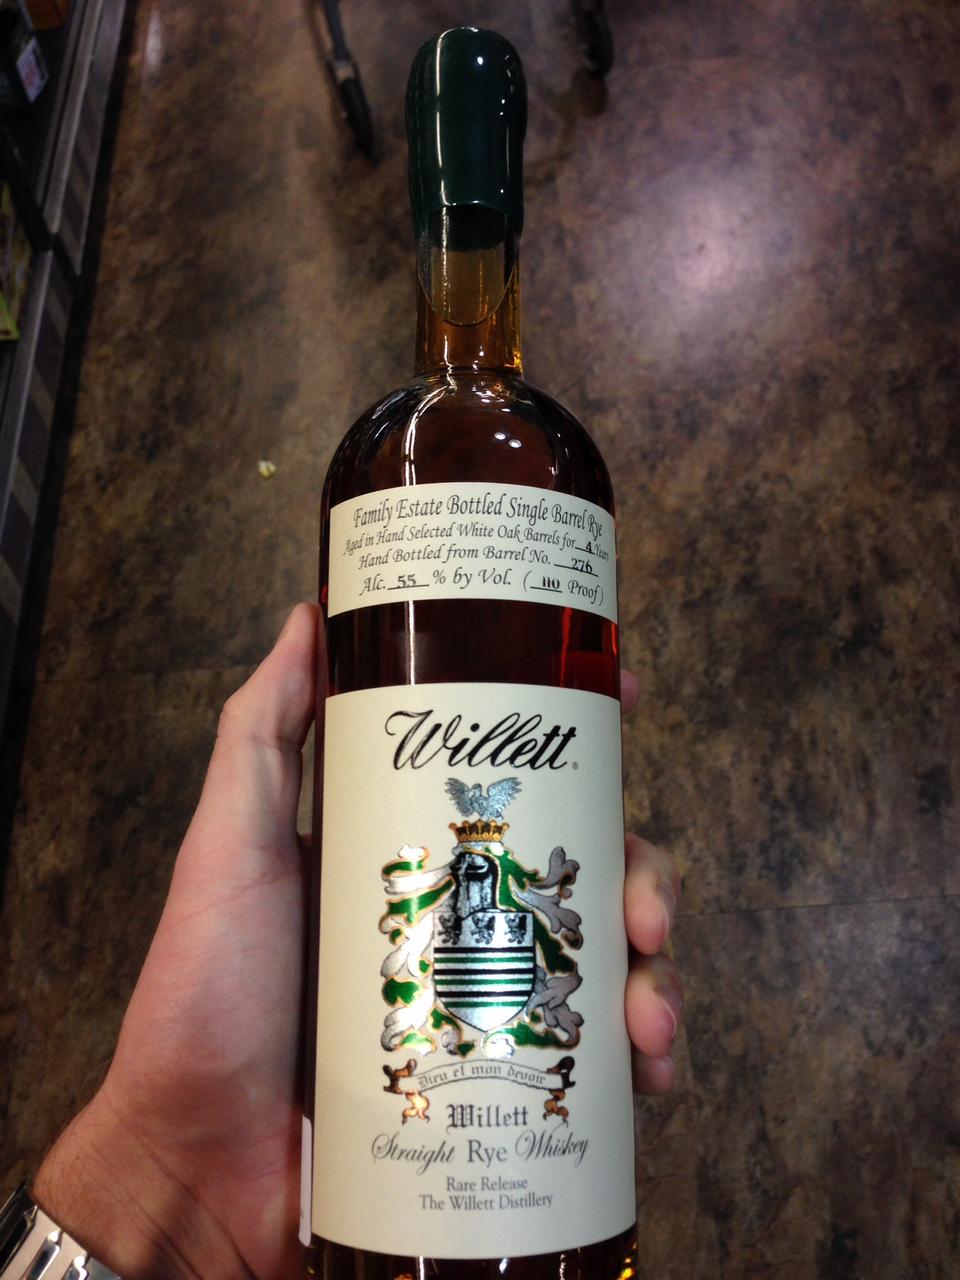 Family Estate Bottled Single Barrel Rye
Aged in Hand Selected White Oak Barrels for 4 Years
Hand Bottled from Barrel No. 276
Alc. 55 % by Vol. ( 110 Proof )
Willett®
Dieu et mon devoir
Willett
Straight Rye Whiskey
Rare Release
The Willett Distillery